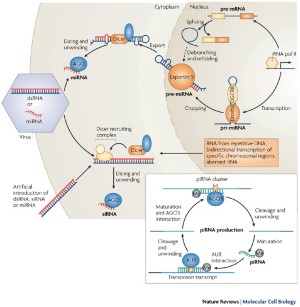 Cytoplasm
Nucleus
pre-mRNA
Splicing
Dicing and
unwinding
Dicer
Export
AGO
miRNA
Debranching
and refolding
RNA pol II
Exportin 5
pre-miRNA
Cropping
Transcription
pri-miRNA
dsRNA
or
miRNA
Virus
Dicer recruiting
complex,
Dicer
RNA from repetitive DNA,
bidirectional transcription of
specific chromosomal regions,
aberrant RNA
Dicing and
unwinding
Artificial
introduction of
dsRNA, siRNA
or miRNA
AGO
siRNA
piRNA cluster
AGO3
Maturation
and AGO3
interaction
Cleavage and
unwinding
piRNA production
Maturation
Cleavage
and
unwinding
AUB
interaction
piRNA
AUB
Transposon transcript
Nature Reviews | Molecular Cell Biology